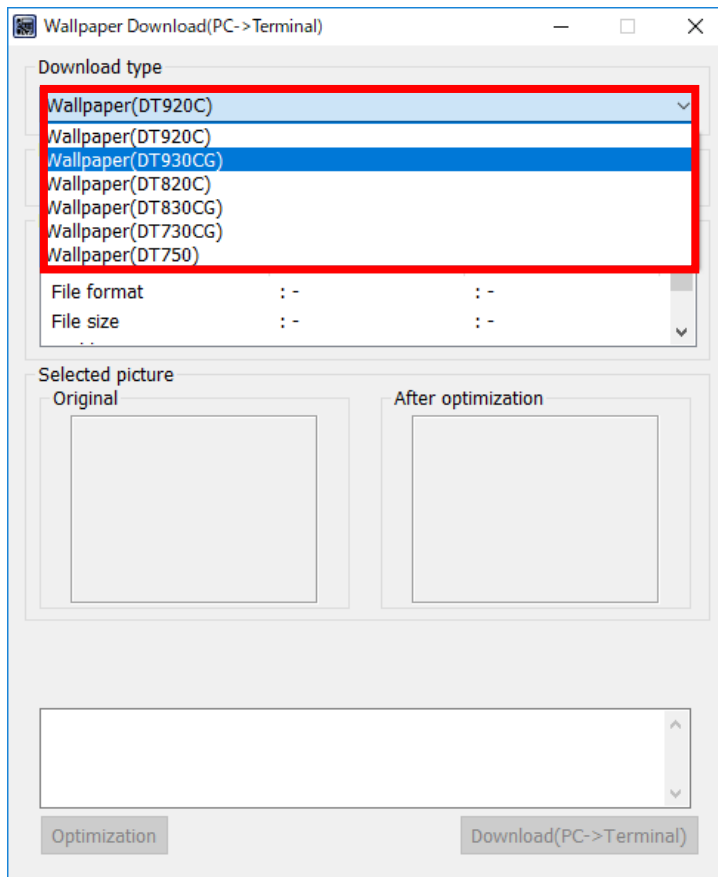 Wallpaper Download(PC->Terminal)
Download type
Wallpaper(DT920C)
Wallpaper(DT920C)
Wallpaper(DT930CG)
Wallpaper(DT820C)
Wallpaper(DT830CG)
Wallpaper(DT730CG)
Wallpaper(DT750)
File format : - : -
File size : - : -
Selected picture
Original After optimization
Optimization Download(PC->Terminal)